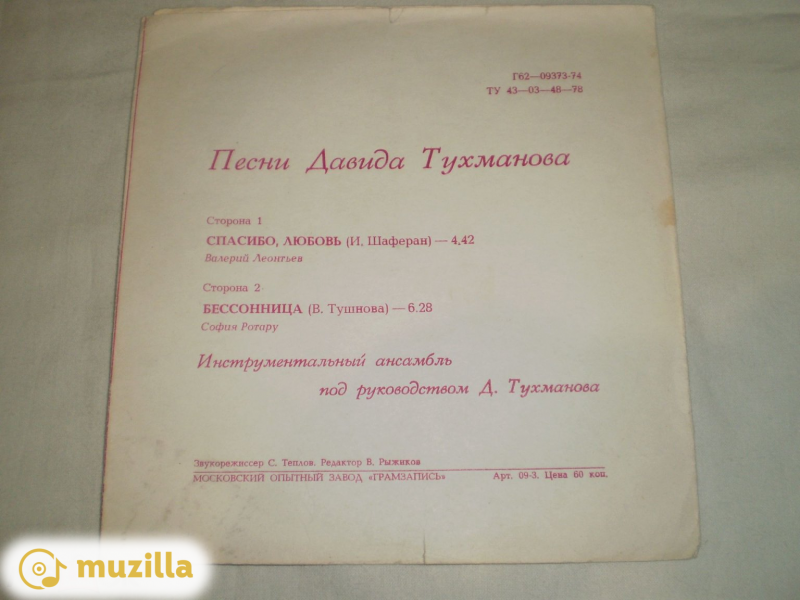 Г62—09373-74
ТУ 43—03—48—78
Песни Давида Тухманова
Сторона 1
СПАСИБО, ЛЮБОВЬ (И. Шаферан) — 4.42
Валерий Леонтьев
Сторона 2
БЕССОННИЦА (В. Тушнова) — 6.28
София Ротару
Инструментальный ансамбль
под руководством Д. Тухманова
Звукорежиссер С. Теплов. Редактор В. Рыжиков
МОСКОВСКИЙ ОПЫТНЫЙ ЗАВОД «ГРАМЗАПИСЬ» Арт. 09-3. Цена 60 коп.
muzilla